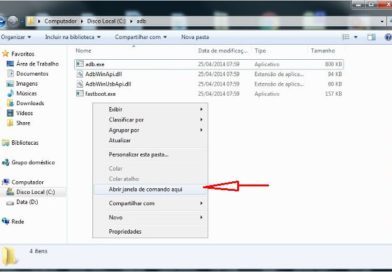 Computador ▸ Disco Local (C:) ▸ adb
Organizar ▾ Incluir na biblioteca ▾ Compartilhar com ▾ Gravar Nova pasta
Favoritos
Área de Trabalho
Documentos
Imagens
Músicas
Downloads
Vídeos
Skydrive
Bibliotecas
Grupo doméstico
Computador
Disco Local (C:)
Data (D:)
Nome Data de modificaç... Tipo Tamanho
adb.exe 25/04/2014 07:59 Aplicativo 800 KB
AdbWinApi.dll 25/04/2014 07:59 Extensão de aplica... 94 KB
AdbWinUsbApi.dll 25/04/2014 07:59 Extensão de aplica... 60 KB
fastboot.exe 25/04/2014 07:59 Aplicativo 157 KB
Exibir
Classificar por
Agrupar por
Atualizar
Personalizar esta pasta...
Colar
Colar atalho
Abrir janela de comando aqui
Compartilhar com
Novo
Propriedades
4 itens